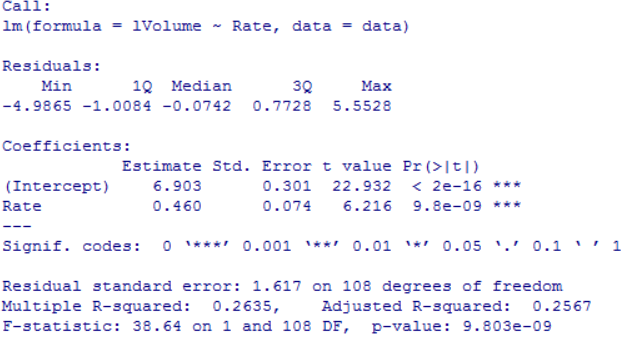 Call:
lm(formula = lVolume ~ Rate, data = data)
Residuals:
    Min      1Q  Median      3Q     Max
-4.9865 -1.0084 -0.0742  0.7728  5.5528
Coefficients:
            Estimate Std. Error t value Pr(>|t|)
(Intercept)    6.903      0.301  22.932  < 2e-16 ***
Rate           0.460      0.074   6.216  9.8e-09 ***
---
Signif. codes:  0 ‘***’ 0.001 ‘**’ 0.01 ‘*’ 0.05 ‘.’ 0.1 ‘ ’ 1
Residual standard error: 1.617 on 108 degrees of freedom
Multiple R-squared:  0.2635,    Adjusted R-squared:  0.2567
F-statistic: 38.64 on 1 and 108 DF,  p-value: 9.803e-09